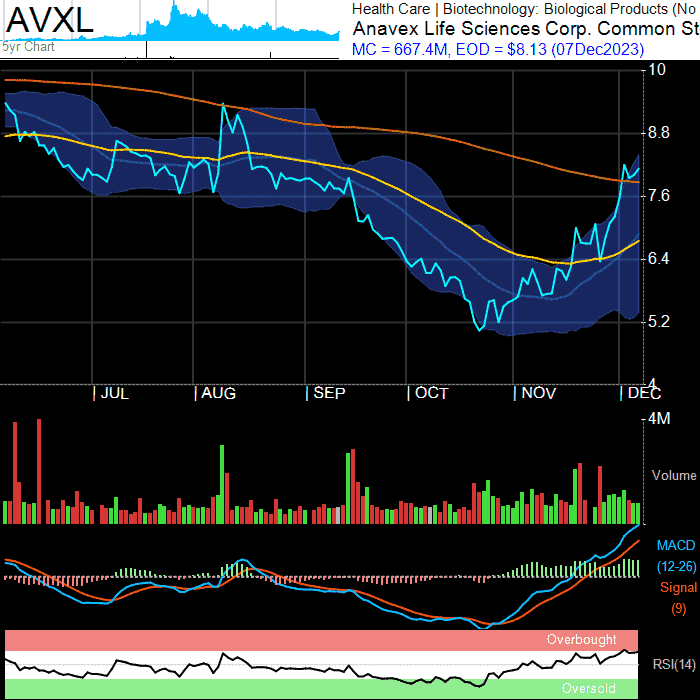 AVXL
5yr Chart
Health Care | Biotechnology: Biological Products (No
Anavex Life Sciences Corp. Common St
MC = 667.4M, EOD = $8.13 (07Dec2023)
10
8.8
7.6
6.4
5.2
4
| JUL | AUG | SEP | OCT | NOV | DEC
4M
Volume
MACD
(12-26)
Signal
(9)
Overbought
RSI(14)
Oversold